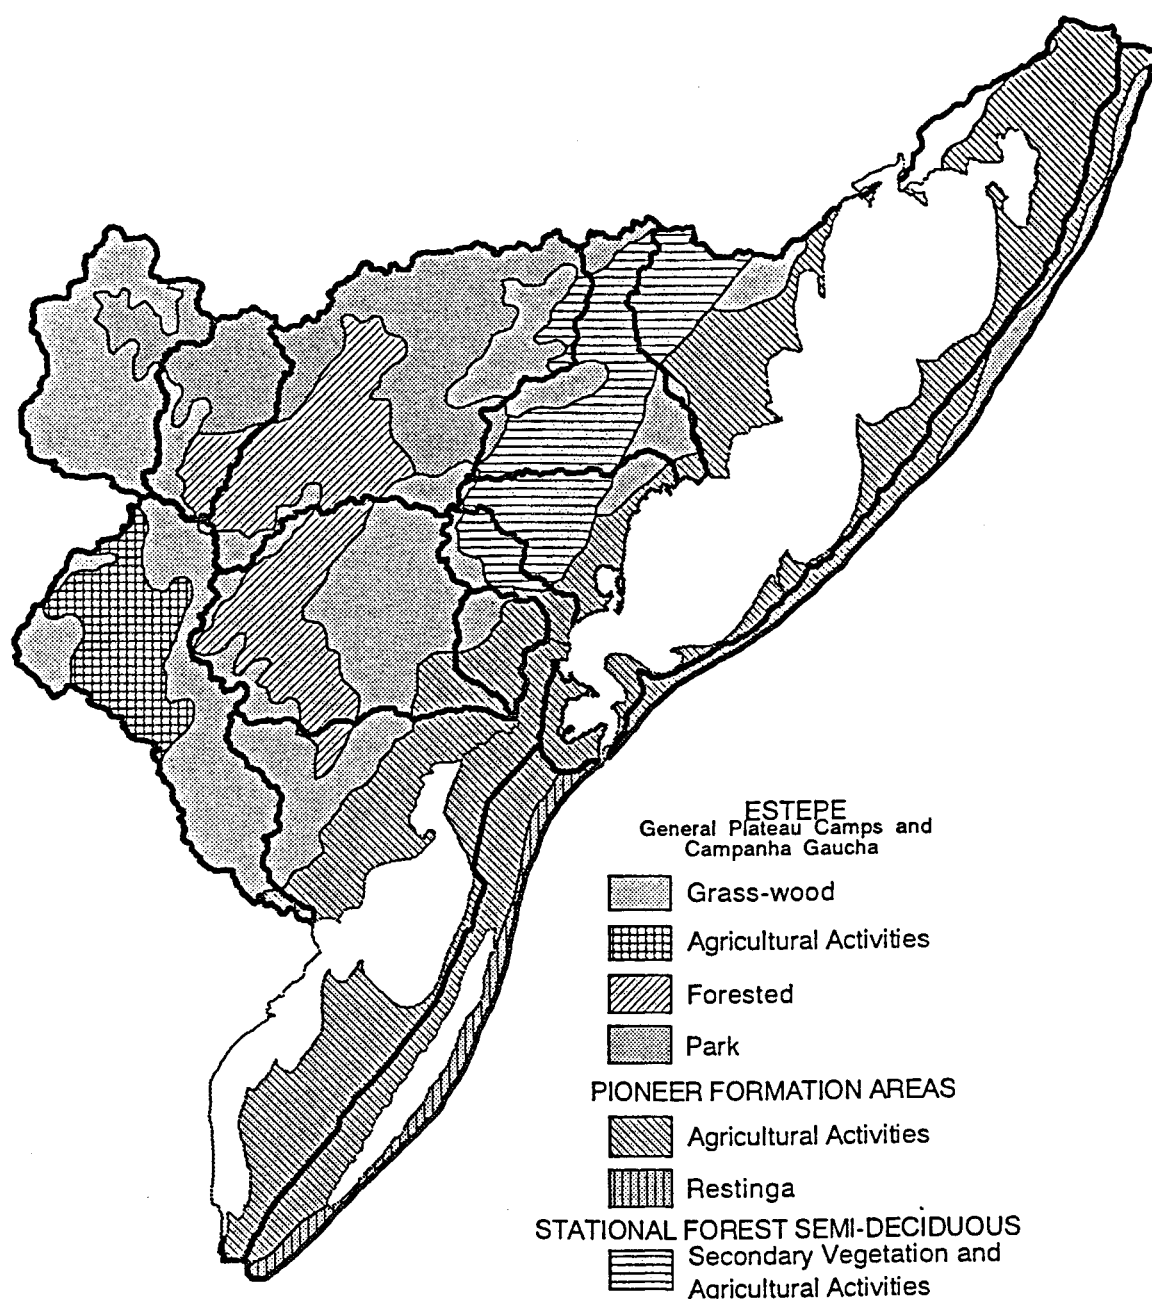 ESTEPE
General Plateau Camps and
Campanha Gaucha
Grass-wood
Agricultural Activities
Forested
Park
PIONEER FORMATION AREAS
Agricultural Activities
Restinga
STATIONAL FOREST SEMI-DECIDUOUS
Secondary Vegetation and
Agricultural Activities